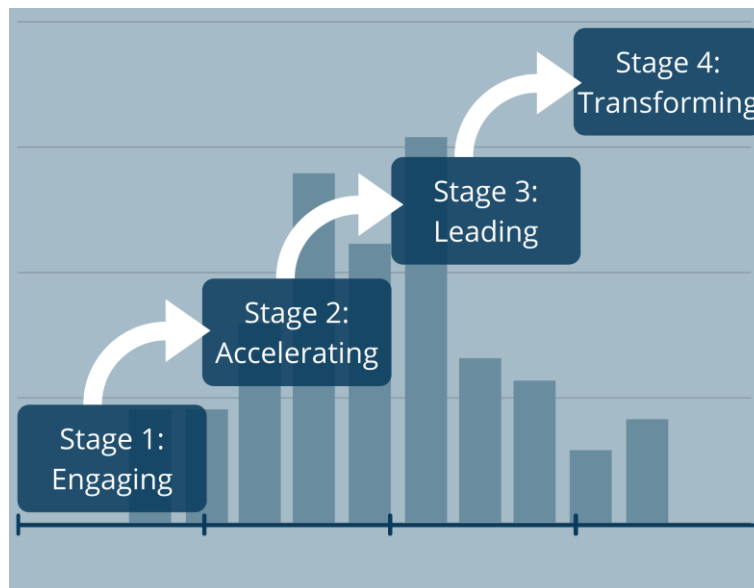 Stage 1:
Engaging
Stage 2:
Accelerating
Stage 3:
Leading
Stage 4:
Transforming